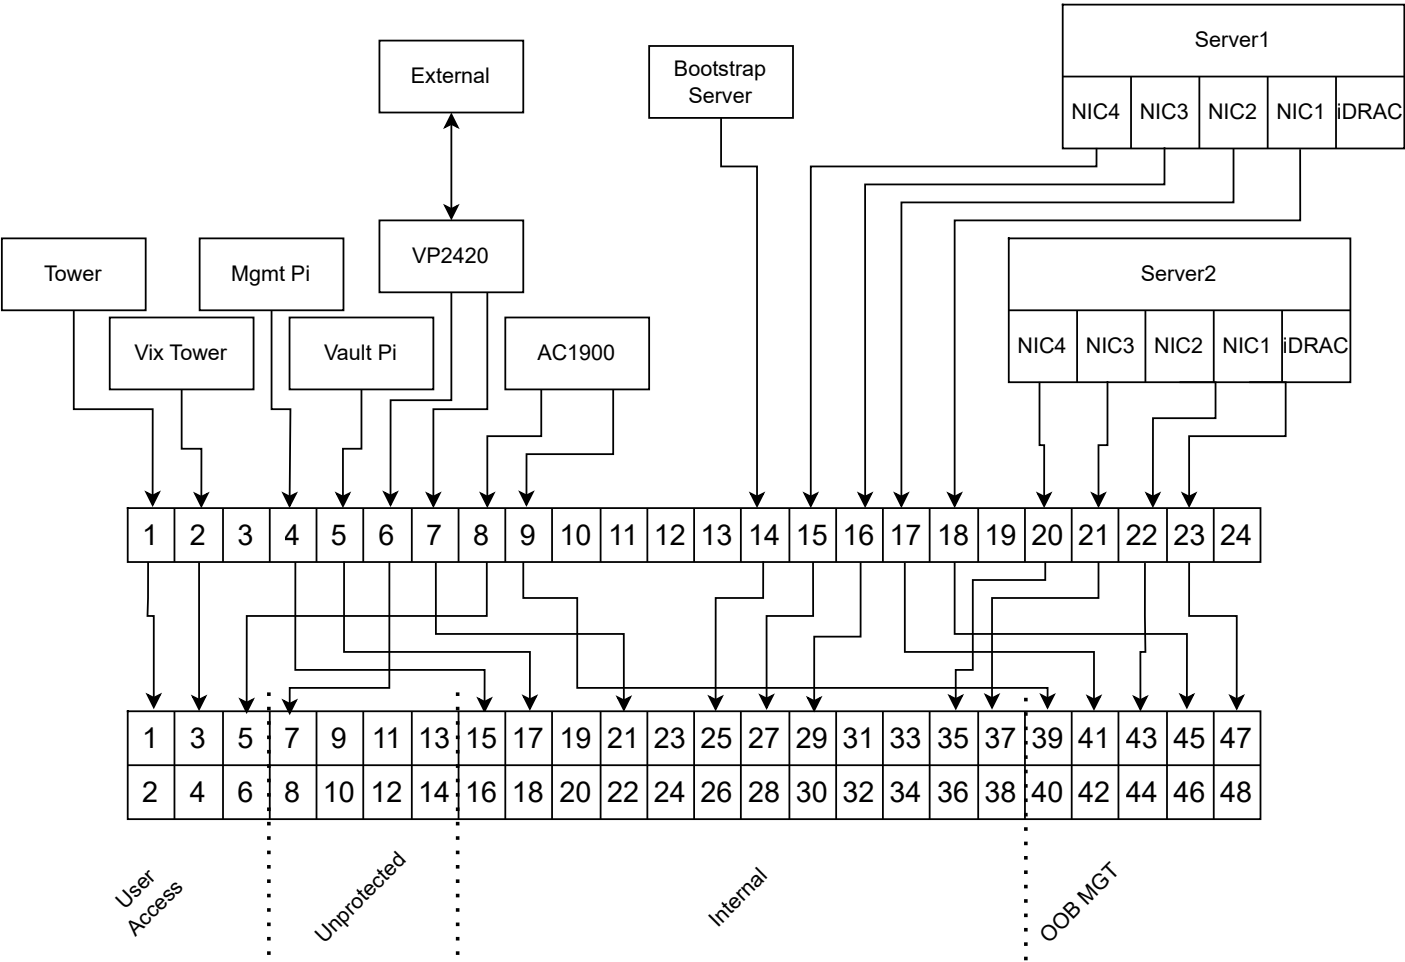 Server1
External
Bootstrap
Server
NIC4 NIC3 NIC2 NIC1 iDRAC
VP2420
Tower
Mgmt Pi
Server2
Vix Tower
Vault Pi
AC1900
NIC4 NIC3 NIC2 NIC1 iDRAC
1 2 3 4 5 6 7 8 9 10 11 12 13 14 15 16 17 18 19 20 21 22 23 24
1 3 5 7 9 11 13 15 17 19 21 23 25 27 29 31 33 35 37 39 41 43 45 47
2 4 6 8 10 12 14 16 18 20 22 24 26 28 30 32 34 36 38 40 42 44 46 48
User
Access
Unprotected
Internal
OOB MGT